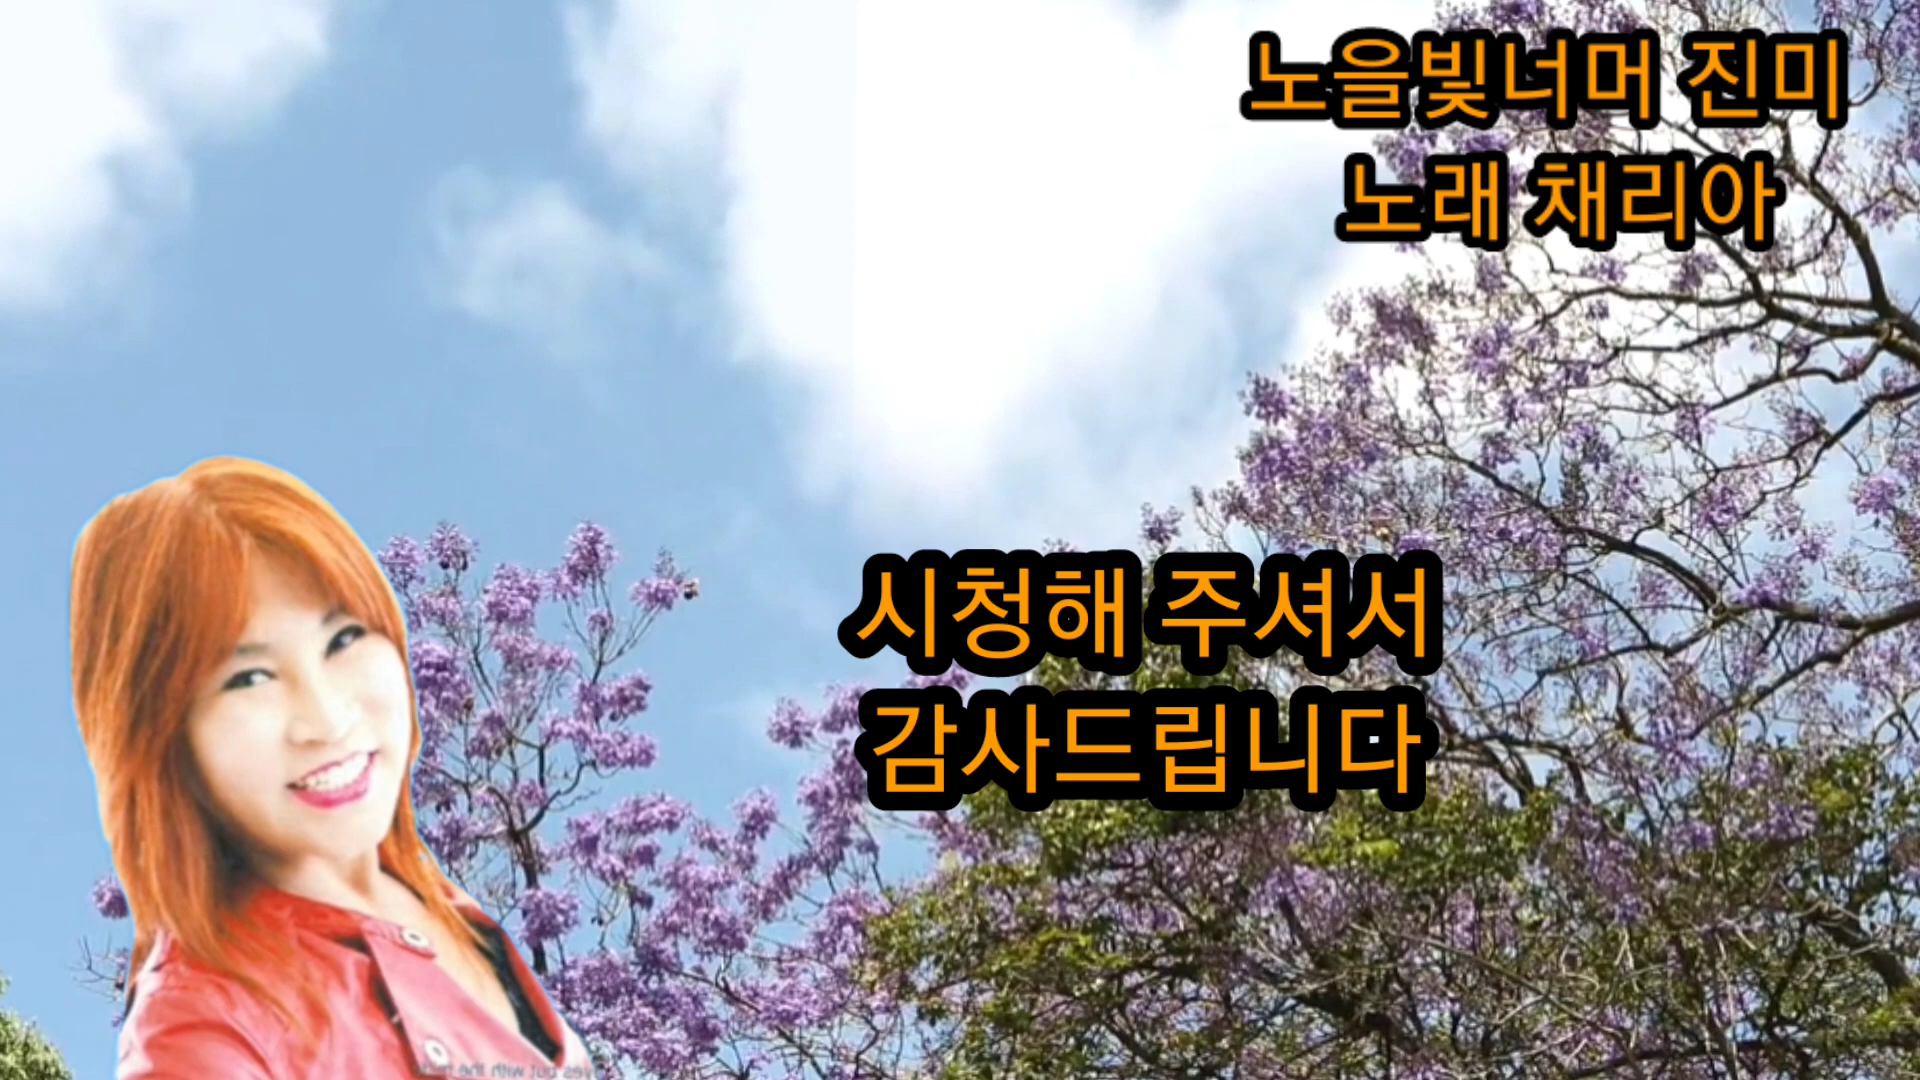 노을빛너머 진미
노래 채리아
시청해 주셔서
감사드립니다